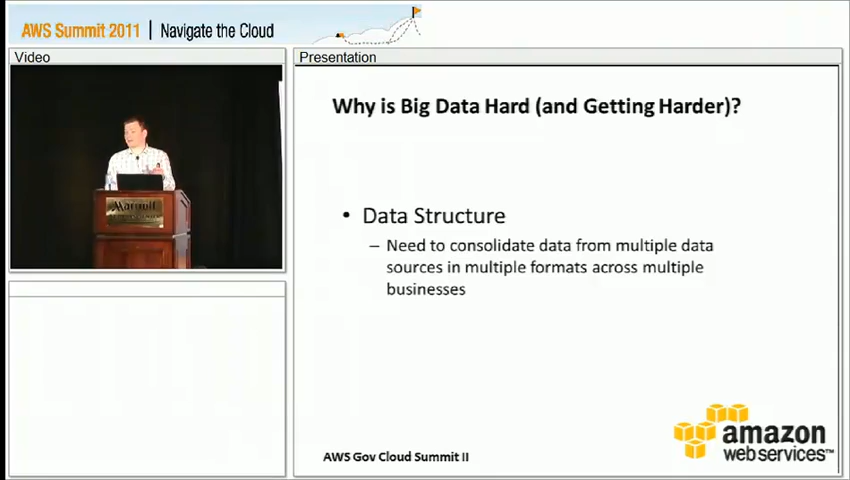 AWS Summit 2011 | Navigate the Cloud
Video
Presentation
Marriott
Why is Big Data Hard (and Getting Harder)?
• Data Structure
– Need to consolidate data from multiple data
sources in multiple formats across multiple
businesses
AWS Gov Cloud Summit II
amazon
webservices™